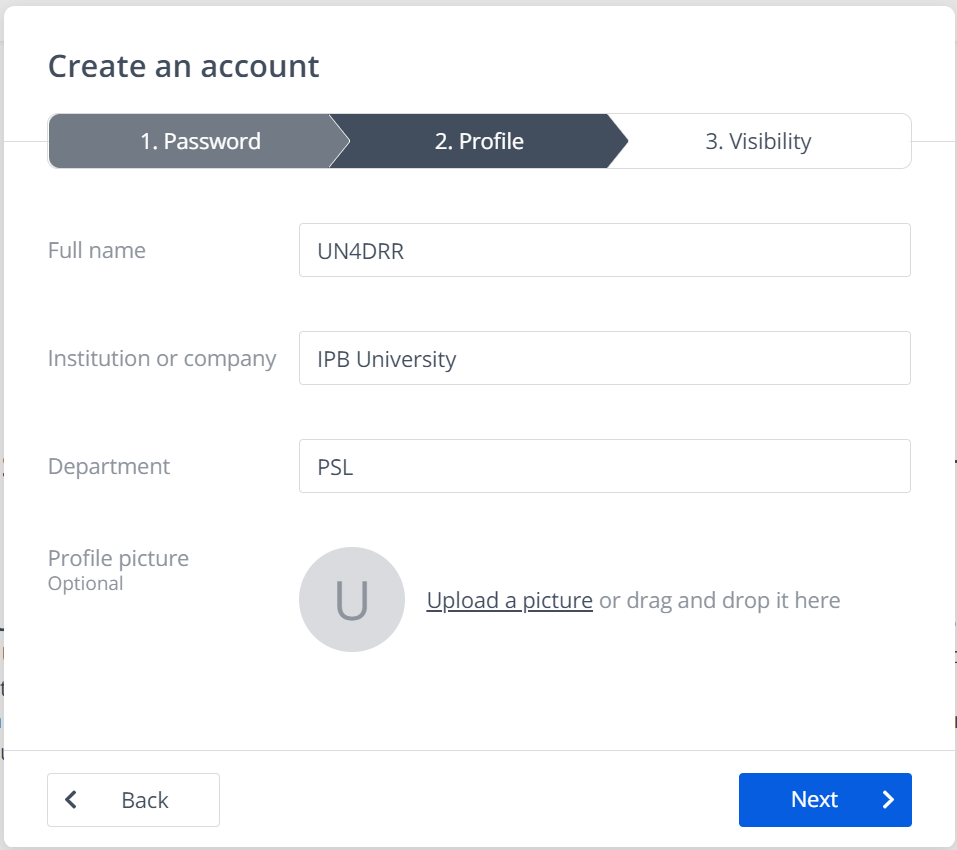 Create an account
1. Password
2. Profile
3. Visibility
Full name
UN4DRR
Institution or company
IPB University
Department
PSL
Profile picture
Optional
U
Upload a picture or drag and drop it here
Back
Next